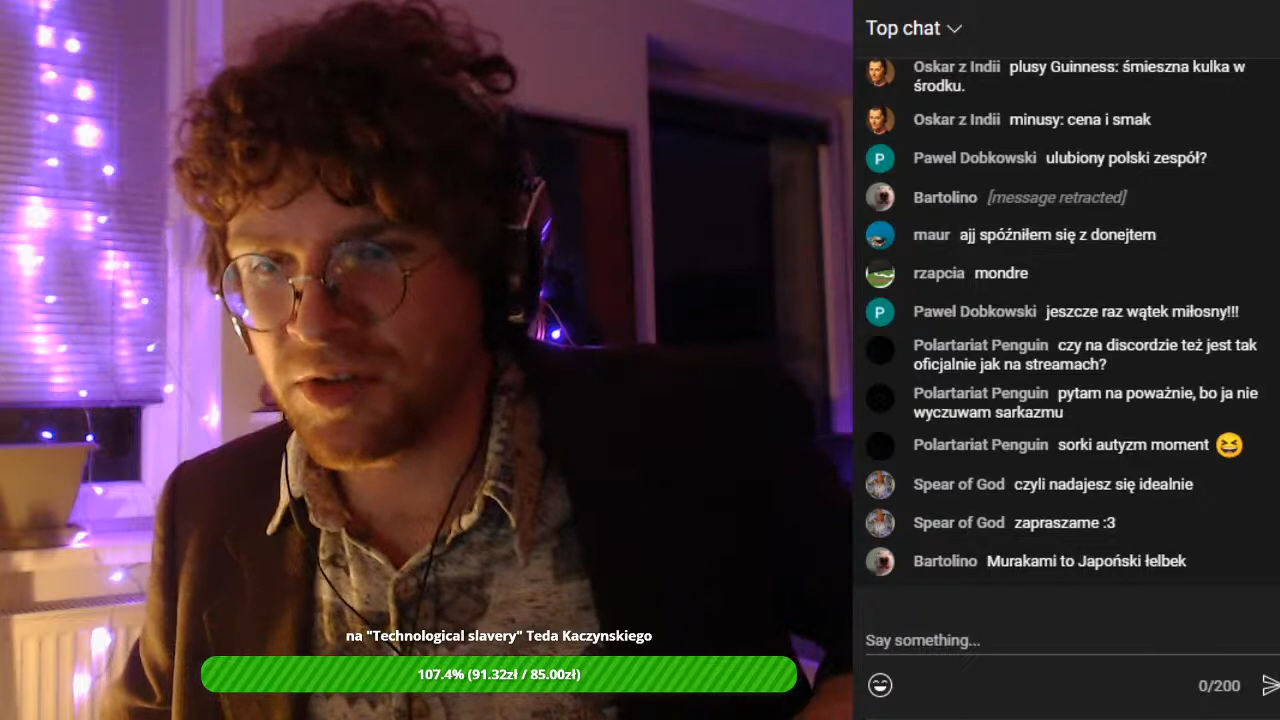 Top chat
Oskar z Indii plusy Guinness: śmieszna kulka w
środku.
Oskar z Indii minusy: cena i smak
P Pawel Dobkowski ulubiony polski zespół?
Bartolino [message retracted]
maur ajj spóźniłem się z donejtem
rzapcia mondre
P Pawel Dobkowski jeszcze raz wątek miłosny!!!
Polartariat Penguin czy na discordzie też jest tak
oficjalnie jak na streamach?
Polartariat Penguin pytam na poważnie, bo ja nie
wyczuwam sarkazmu
Polartariat Penguin sorki autyzm moment 😆
Spear of God czyli nadajesz się idealnie
Spear of God zapraszame :3
Bartolino Murakami to Japoński łelbek
Say something...
0/200
na "Technological slavery" Teda Kaczynskiego
107.4% (91.32zł / 85.00zł)